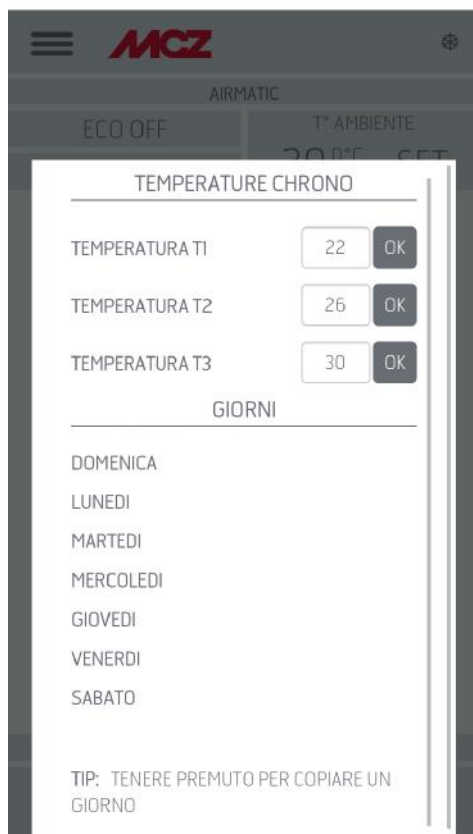 MCZ
AIRMATIC
ECO OFF
T° AMBIENTE
SET
TEMPERATURE CHRONO
TEMPERATURA T1 22 OK
TEMPERATURA T2 26 OK
TEMPERATURA T3 30 OK
GIORNI
DOMENICA
LUNEDI
MARTEDI
MERCOLEDI
GIOVEDI
VENERDI
SABATO
TIP: TENERE PREMUTO PER COPIARE UN
GIORNO